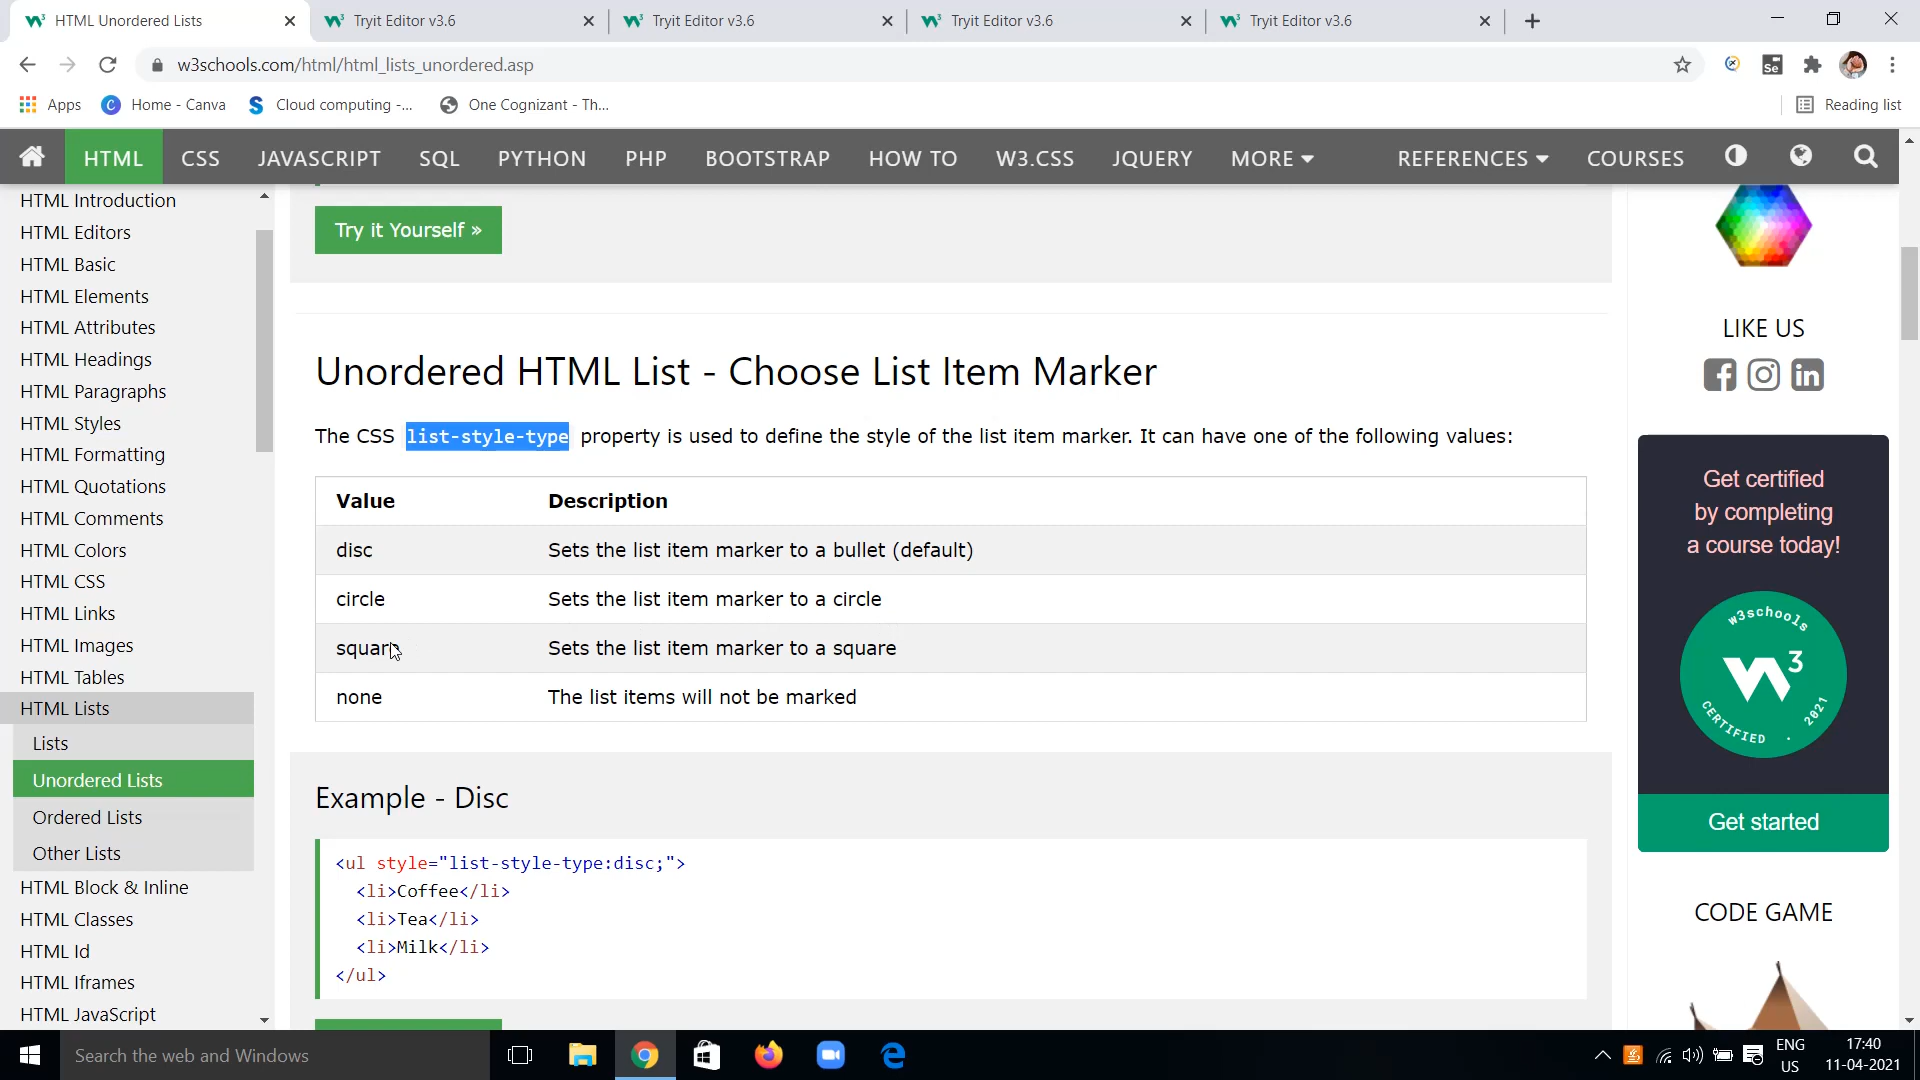 HTML Unordered Lists
Tryit Editor v3.6
Tryit Editor v3.6
Tryit Editor v3.6
Tryit Editor v3.6
w3schools.com/html/html_lists_unordered.asp
Se
Apps
Home - Canva
Cloud computing -...
One Cognizant - Th...
Reading list
HTML
CSS
JAVASCRIPT
SQL
PYTHON
PHP
BOOTSTRAP
HOW TO
W3.CSS
JQUERY
MORE
REFERENCES
COURSES
HTML Introduction
HTML Editors
HTML Basic
HTML Elements
HTML Attributes
HTML Headings
HTML Paragraphs
HTML Styles
HTML Formatting
HTML Quotations
HTML Comments
HTML Colors
HTML CSS
HTML Links
HTML Images
HTML Tables
HTML Lists
Lists
Unordered Lists
Ordered Lists
Other Lists
HTML Block & Inline
HTML Classes
HTML Id
HTML Iframes
HTML JavaScript
Try it Yourself »
Unordered HTML List - Choose List Item Marker
The CSS list-style-type property is used to define the style of the list item marker. It can have one of the following values:
Value Description
disc Sets the list item marker to a bullet (default)
circle Sets the list item marker to a circle
square Sets the list item marker to a square
none The list items will not be marked
Example - Disc
<ul style="list-style-type:disc;">
<li>Coffee</li>
<li>Tea</li>
<li>Milk</li>
</ul>
LIKE US
Get certified
by completing
a course today!
w3schools
W3
CERTIFIED . 2021
Get started
CODE GAME
Search the web and Windows
ENG
US
17:40
11-04-2021